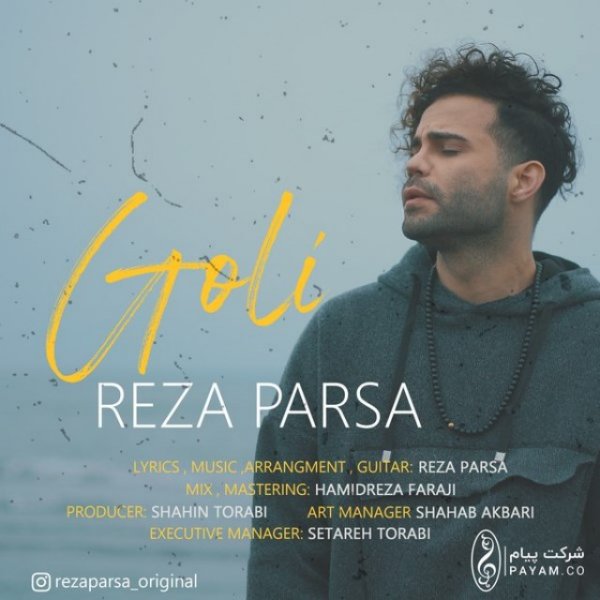 Goli
REZA PARSA
LYRICS , MUSIC ,ARRANGMENT , GUITAR: REZA PARSA
MIX , MASTERING: HAMIDREZA FARAJI
PRODUCER: SHAHIN TORABI ART MANAGER SHAHAB AKBARI
EXECUTIVE MANAGER: SETAREH TORABI
شرکت پیام
PAYAM.CO
rezaparsa_original